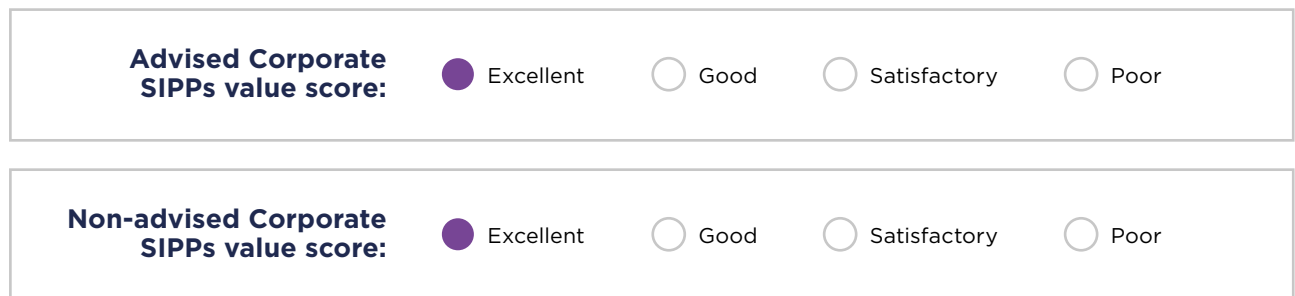 Advised Corporate
SIPPs value score:
Excellent Good Satisfactory Poor
Non-advised Corporate
SIPPs value score:
Excellent Good Satisfactory Poor